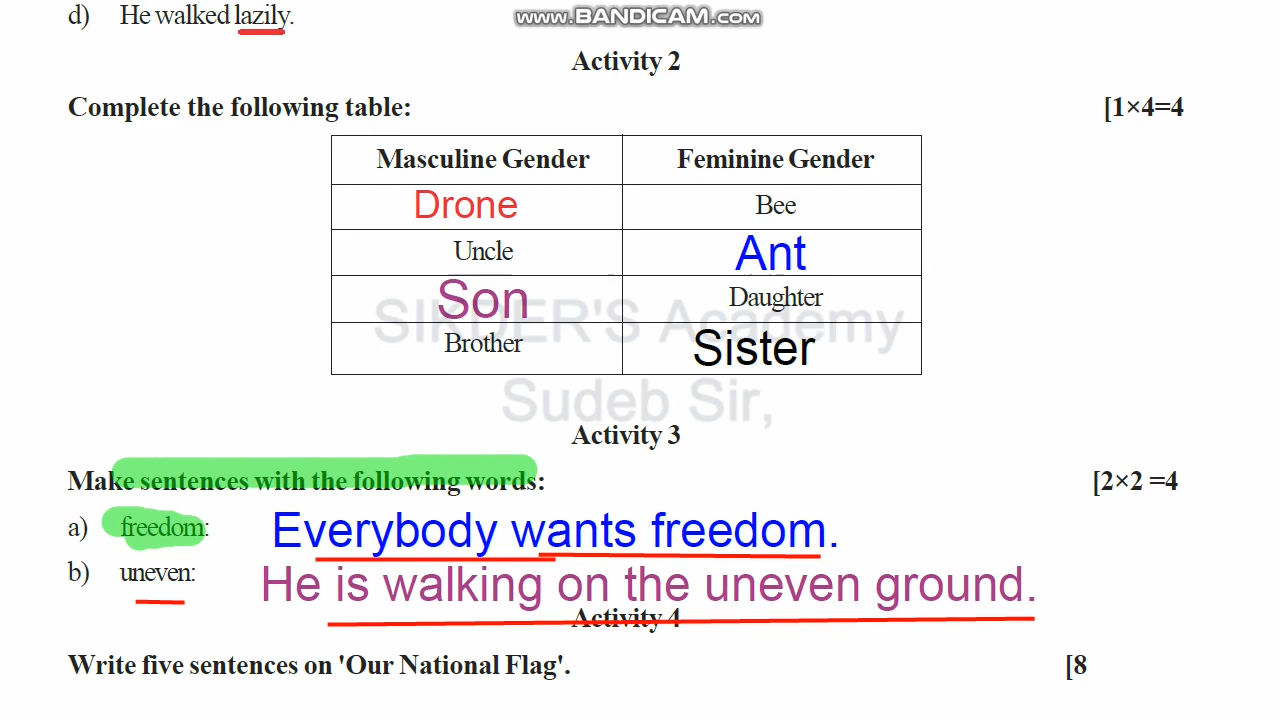 www.BANDICAM.com
d) He walked lazily.
Activity 2
Complete the following table: [1×4=4
Masculine Gender Feminine Gender
Drone Bee
Uncle Ant
Son Daughter
SIKDER'S Academy
Brother Sister
Sudeb Sir,
Activity 3
Make sentences with the following words: [2×2 =4
a) freedom: Everybody wants freedom.
b) uneven: He is walking on the uneven ground.
Activity 4
Write five sentences on 'Our National Flag'. [8